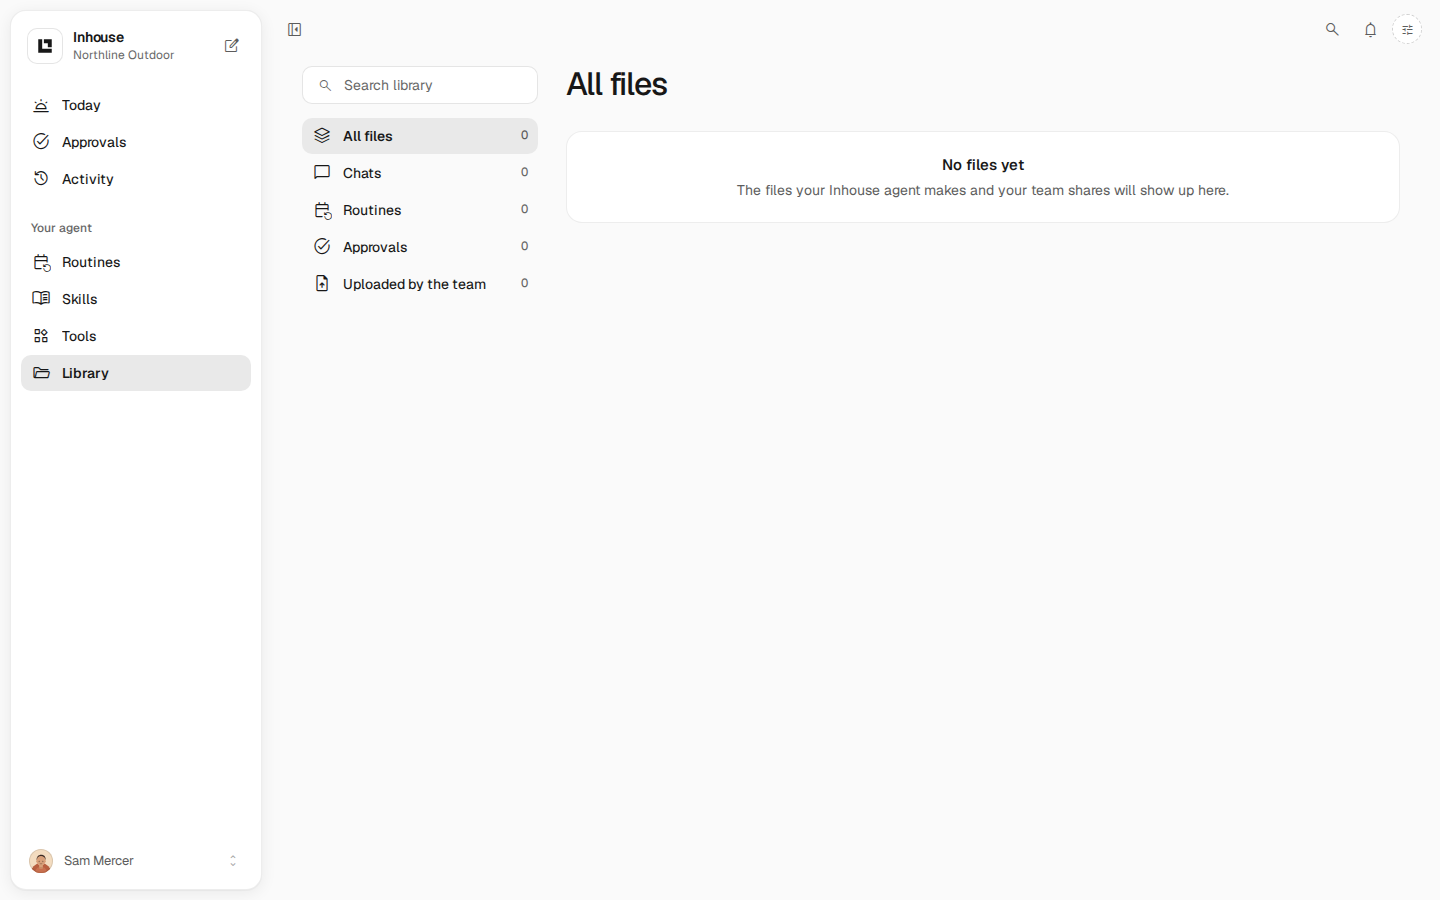 Inhouse
Northline Outdoor
Today
Approvals
Activity
Your agent
Routines
Skills
Tools
Library
Sam Mercer
Search library
All files 0
Chats 0
Routines 0
Approvals 0
Uploaded by the team 0
All files
No files yet
The files your Inhouse agent makes and your team shares will show up here.